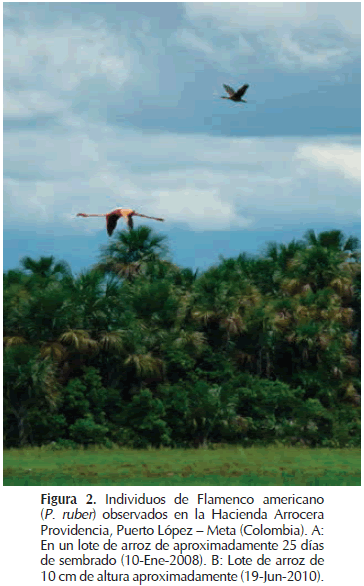 Figura 2. Individuos de Flamenco americano
(P. ruber) observados en la Hacienda Arrocera
Providencia, Puerto López – Meta (Colombia). A:
En un lote de arroz de aproximadamente 25 días
de sembrado (10-Ene-2008). B: Lote de arroz de
10 cm de altura aproximadamente (19-Jun-2010).